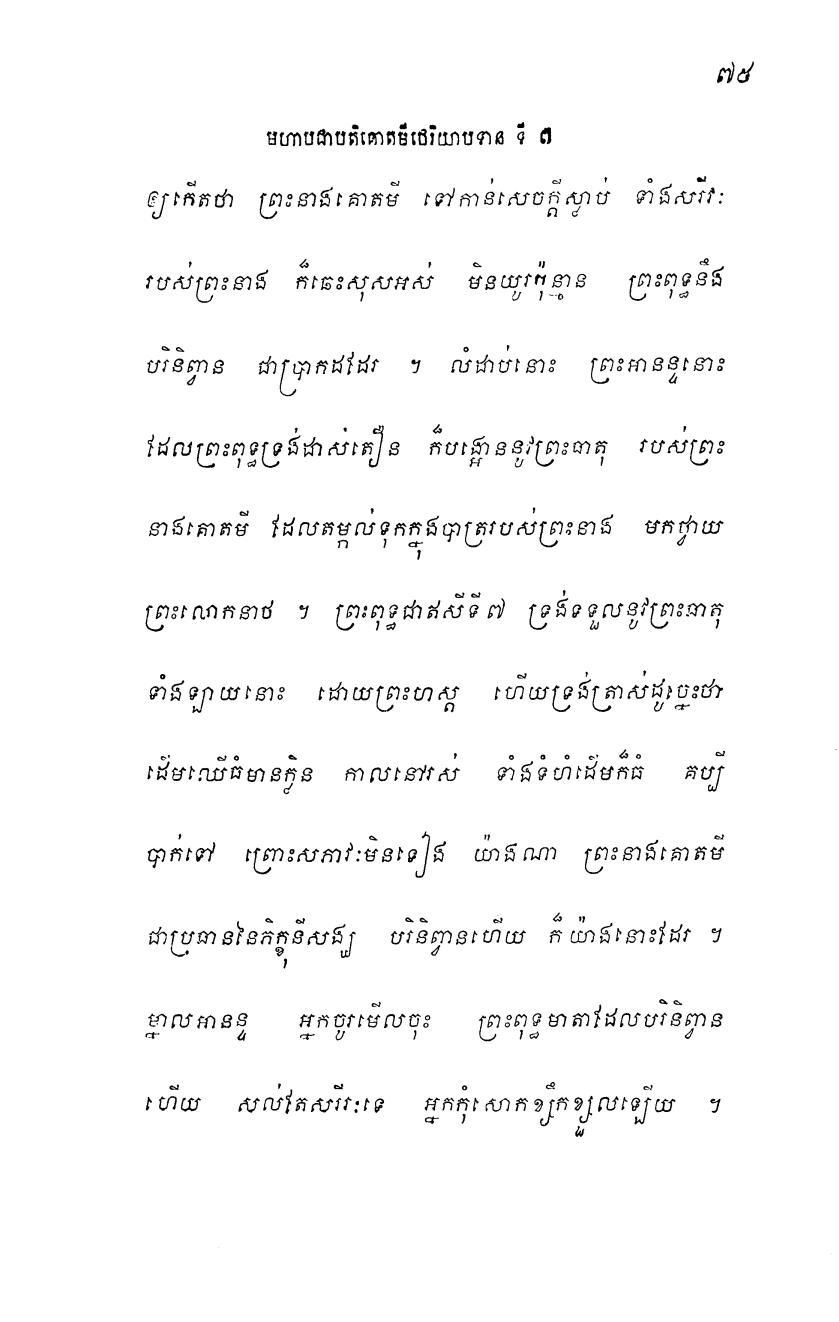 ៧៥
មហាបជាបតិគោតមីថេរិយាបទាន ទី ៧
ឲ្យកើតថា ព្រះនាងគោតមី ទៅកាន់សេចក្តីស្លាប់ ទាំងសរីរៈ
របស់ព្រះនាង ក៏ឆេះសុសអស់ មិនយូរប៉ុន្មាន ព្រះពុទ្ធនឹង
បរិនិព្វាន ជាប្រាកដដែរ ។ លំដាប់នោះ ព្រះអានន្ទនោះ
ដែលព្រះពុទ្ធទ្រង់ដាស់តឿន ក៏បង្អោននូវព្រះធាតុ របស់ព្រះ
នាងគោតមី ដែលតម្កល់ទុកក្នុងបាត្ររបស់ព្រះនាង មកថ្វាយ
ព្រះលោកនាថ ។ ព្រះពុទ្ធជាឥសីទី៧ ទ្រង់ទទួលនូវព្រះធាតុ
ទាំងឡាយនោះ ដោយព្រះហស្ត ហើយទ្រង់ត្រាស់ដូច្នេះថា
ដើមឈើធំមានខ្លឹម កាលនៅរស់ ទាំងទំហំដើមក៏ធំ គប្បី
បាក់ទៅ ព្រោះសភាវៈមិនទៀង យ៉ាងណា ព្រះនាងគោតមី
ជាប្រធាននៃភិក្ខុនីសង្ឃ បរិនិព្វានហើយ ក៏យ៉ាងនោះដែរ ។
ម្នាលអានន្ទ អ្នកចូរមើលចុះ ព្រះពុទ្ធមាតាដែលបរិនិព្វាន
ហើយ សល់តែសរីរៈទេ អ្នកកុំសោកខ្សឹកខ្សួលឡើយ ។